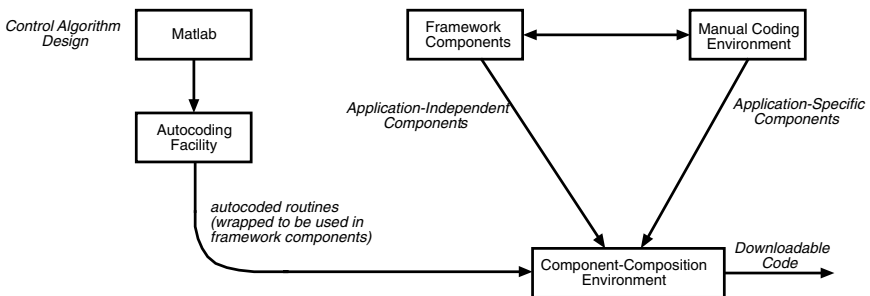 Control Algorithm
Design
Matlab
Framework
Components
Manual Coding
Environment
Application-Independent
Components
Application-Specific
Components
Autocoding
Facility
autocoded routines
(wrapped to be used in
framework components)
Component-Composition
Environment
Downloadable
Code